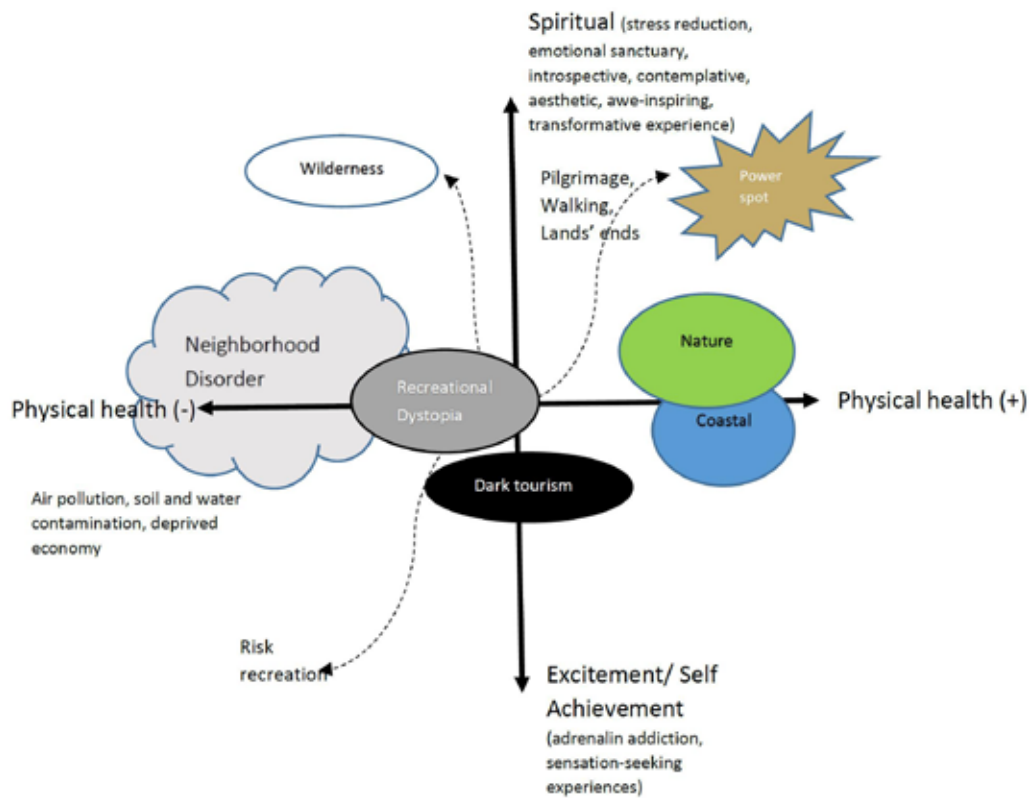 Spiritual (stress reduction,
emotional sanctuary,
introspective, contemplative,
aesthetic, awe-inspiring,
transformative experience)
Wilderness
Pilgrimage,
Walking,
Lands' ends
Power
spot
Neighborhood
Disorder
Nature
Recreational
Dystopia
Physical health (-)
Physical health (+)
Coastal
Dark tourism
Air pollution, soil and water
contamination, deprived
economy
Risk
recreation
Excitement/ Self
Achievement
(adrenalin addiction,
sensation-seeking
experiences)